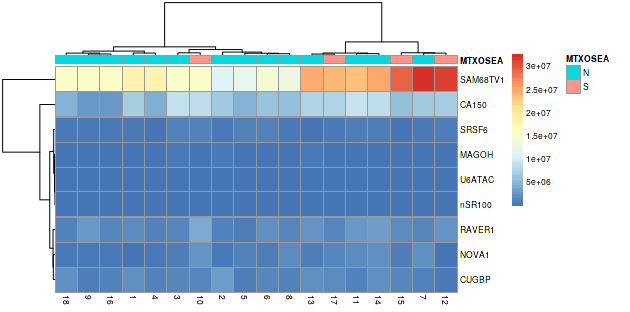 MTXOSEA
SAM68TV1
CA150
SRSF6
MAGOH
U6ATAC
nSR100
RAVER1
NOVA1
CUGBP
18 9 16 1 4 3 10 2 5 6 8 13 17 11 14 15 7 12
3e+07
2.5e+07
2e+07
1.5e+07
1e+07
5e+06
MTXOSEA
N
S